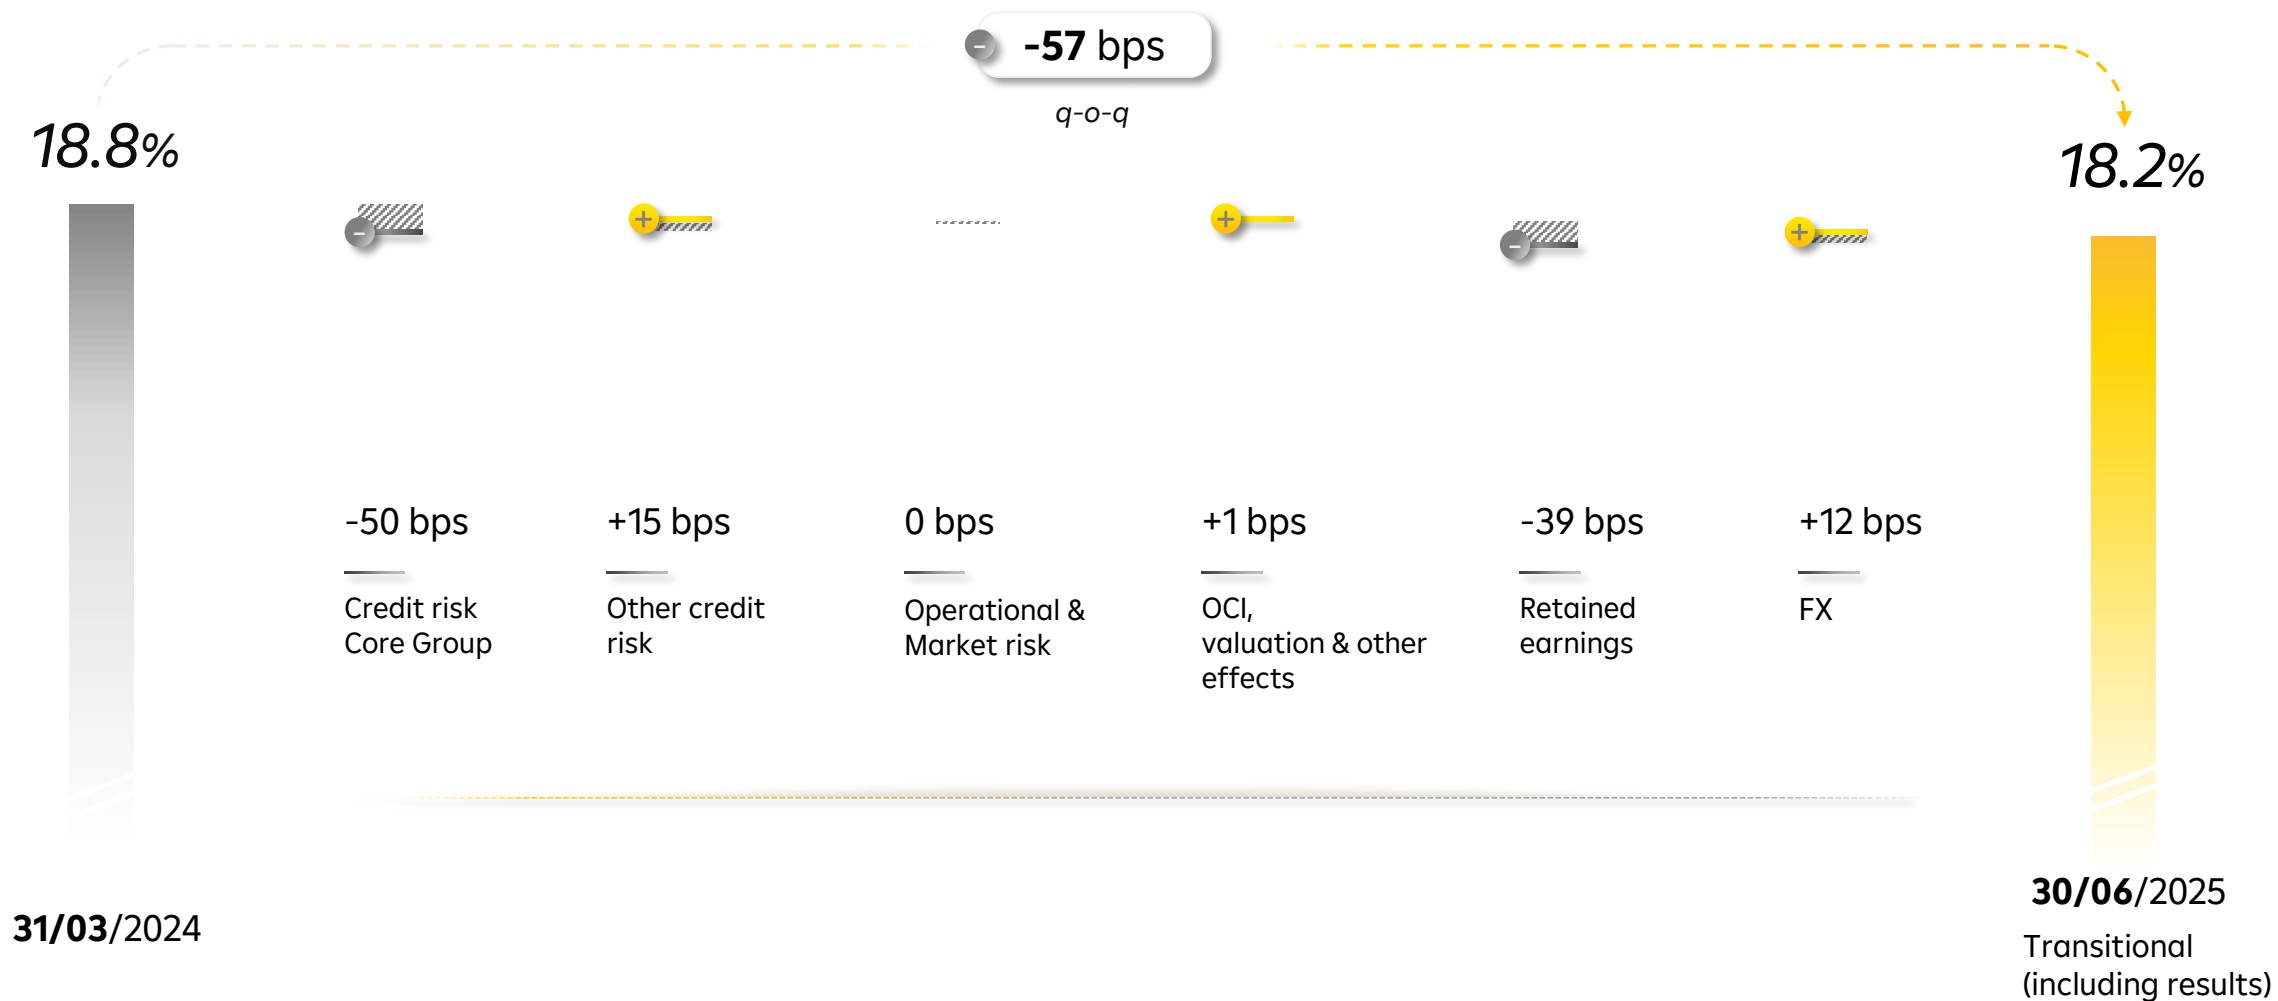 -57 bps
q-o-q
18.8%
18.2%
-50 bps
Credit risk
Core Group
+15 bps
Other credit
risk
0 bps
Operational &
Market risk
+1 bps
OCI,
valuation & other
effects
-39 bps
Retained
earnings
+12 bps
FX
31/03/2024
30/06/2025
Transitional
(including results)